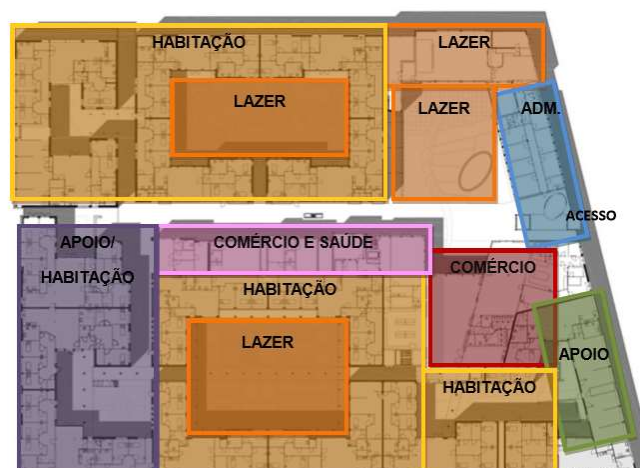 HABITAÇÃO
LAZER
LAZER
LAZER
ADM.
ACESSO
APOIO/
HABITAÇÃO
COMÉRCIO E SAÚDE
HABITAÇÃO
COMÉRCIO
LAZER
APOIO
HABITAÇÃO